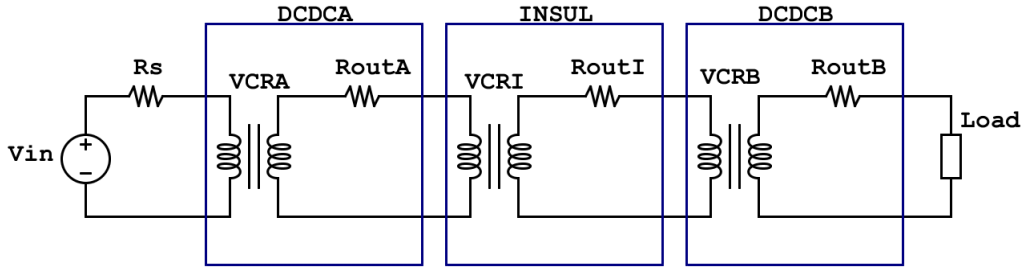 DCDCA
INSUL
DCDCB
Rs
VCRA
RoutA
VCRI
RoutI
VCRB
RoutB
Vin
+
−
Load